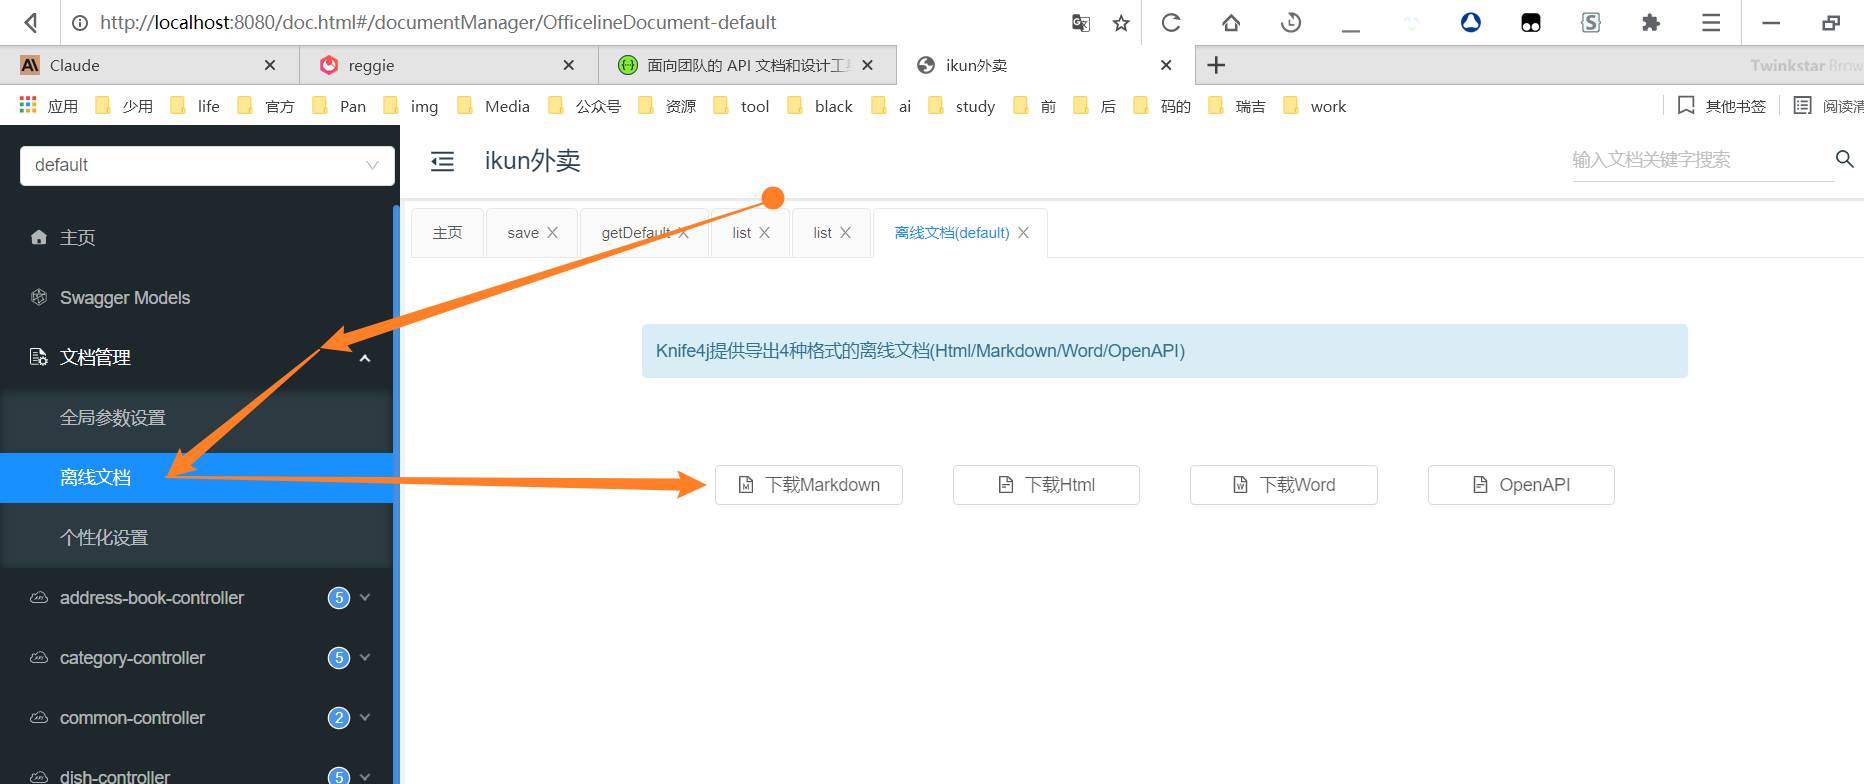 http://localhost:8080/doc.html#/documentManager/OfficelineDocument-default
Claude
reggie
面向团队的 API 文档和设计工具
ikun外卖
Twinkstar Brow
应用
少用
life
官方
Pan
img
Media
公众号
资源
tool
black
ai
study
前
后
码的
瑞吉
work
其他书签
阅读清
default
ikun外卖
输入文档关键字搜索
主页
save
getDefault
list
list
离线文档(default)
主页
Swagger Models
文档管理
全局参数设置
离线文档
个性化设置
address-book-controller
5
category-controller
5
common-controller
2
dish-controller
5
Knife4j提供导出4种格式的离线文档(Html/Markdown/Word/OpenAPI)
下载Markdown
下载Html
下载Word
OpenAPI